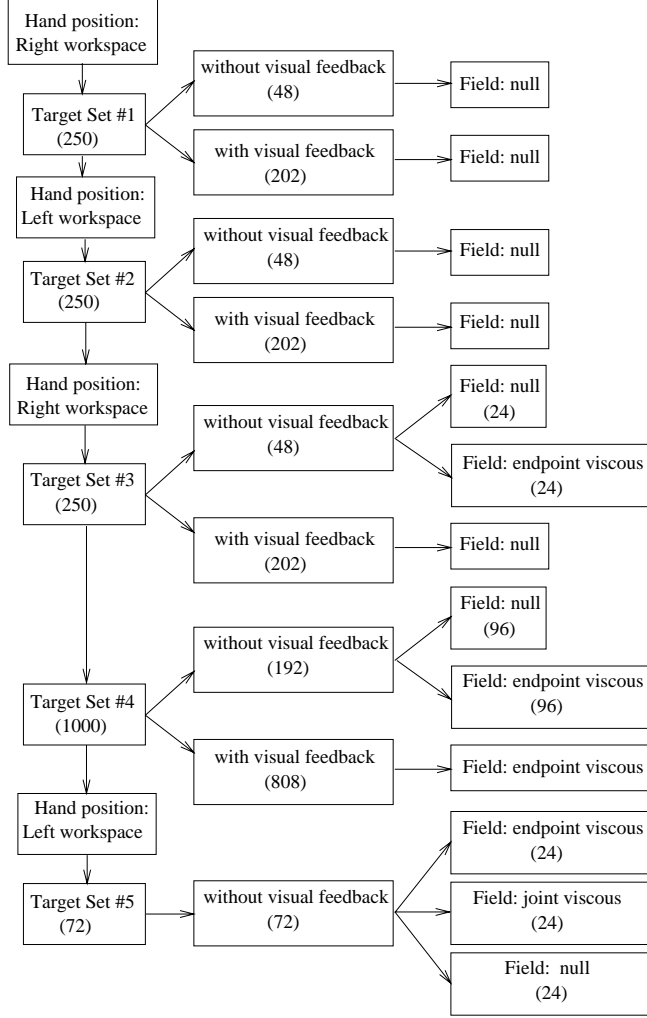 Hand position:
Right workspace
Target Set #1
(250)
without visual feedback
(48)
Field: null
with visual feedback
(202)
Field: null
Hand position:
Left workspace
Target Set #2
(250)
without visual feedback
(48)
Field: null
with visual feedback
(202)
Field: null
Hand position:
Right workspace
Target Set #3
(250)
without visual feedback
(48)
Field: null
(24)
Field: endpoint viscous
(24)
with visual feedback
(202)
Field: null
Target Set #4
(1000)
without visual feedback
(192)
Field: null
(96)
Field: endpoint viscous
(96)
with visual feedback
(808)
Field: endpoint viscous
Hand position:
Left workspace
Target Set #5
(72)
without visual feedback
(72)
Field: endpoint viscous
(24)
Field: joint viscous
(24)
Field: null
(24)